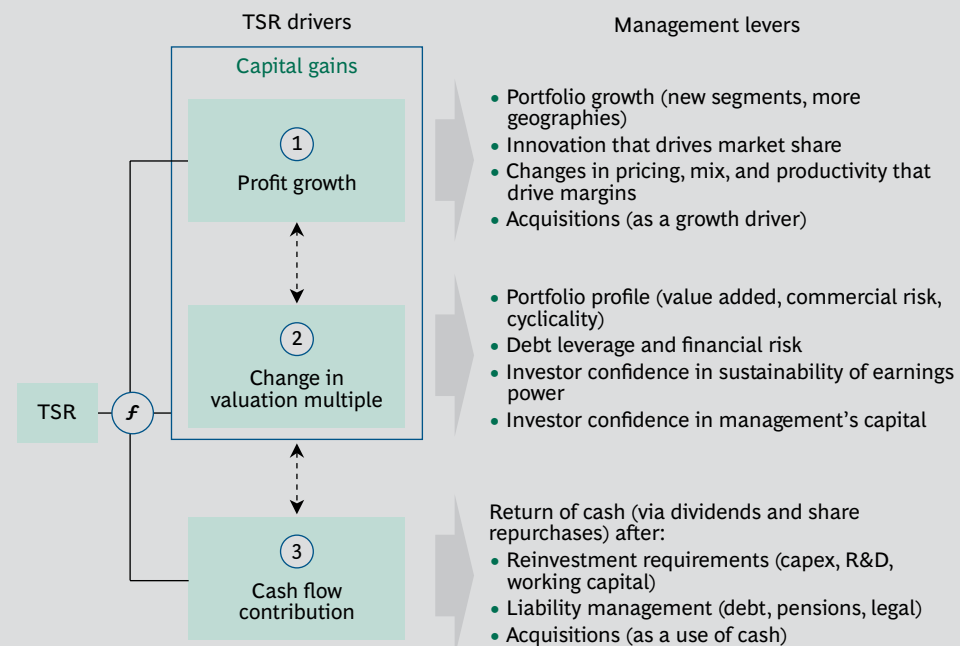 TSR drivers
Management levers
Capital gains
1
Profit growth
• Portfolio growth (new segments, more
geographies)
• Innovation that drives market share
• Changes in pricing, mix, and productivity that
drive margins
• Acquisitions (as a growth driver)
2
Change in
valuation multiple
• Portfolio profile (value added, commercial risk,
cyclicality)
• Debt leverage and financial risk
• Investor confidence in sustainability of earnings
power
• Investor confidence in management’s capital
TSR
f
3
Cash flow
contribution
Return of cash (via dividends and share
repurchases) after:
• Reinvestment requirements (capex, R&D,
working capital)
• Liability management (debt, pensions, legal)
• Acquisitions (as a use of cash)